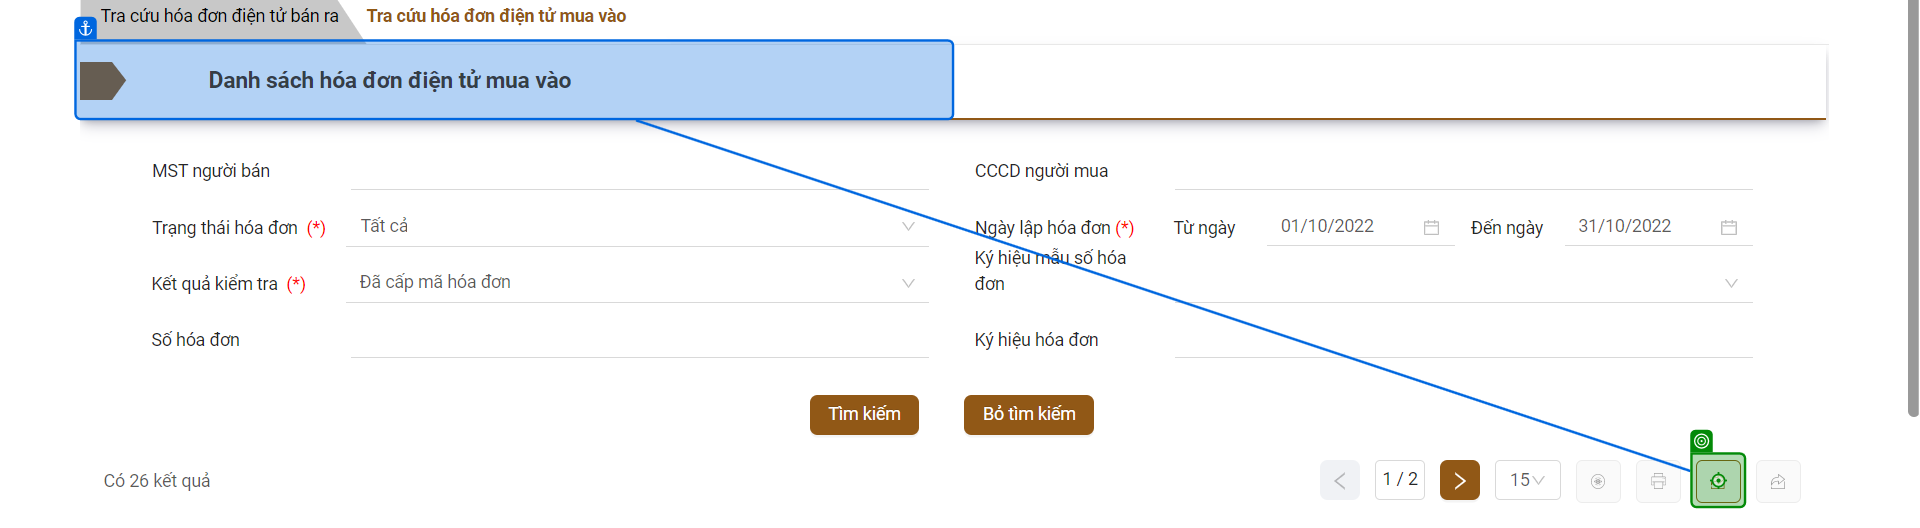 Tra cứu hóa đơn điện tử bán ra Tra cứu hóa đơn điện tử mua vào
Danh sách hóa đơn điện tử mua vào
MST người bán CCCD người mua
Trạng thái hóa đơn (*) Tất cả Ngày lập hóa đơn (*) Từ ngày 01/10/2022 Đến ngày 31/10/2022
Kết quả kiểm tra (*) Đã cấp mã hóa đơn Ký hiệu mẫu số hóa
đơn
Số hóa đơn Ký hiệu hóa đơn
Tìm kiếm Bỏ tìm kiếm
Có 26 kết quả 1 / 2 15